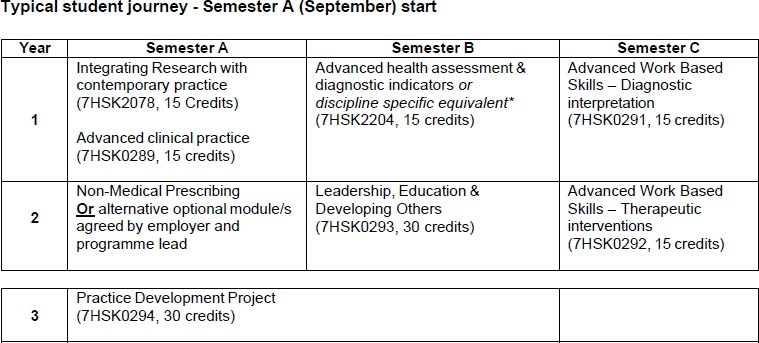 Typical student journey - Semester A (September) start
Year
Semester A
Semester B
Semester C
1
Integrating Research with
contemporary practice
(7HSK2078, 15 Credits)
Advanced clinical practice
(7HSK0289, 15 credits)
Advanced health assessment &
diagnostic indicators or
discipline specific equivalent*
(7HSK2204, 15 credits)
Advanced Work Based
Skills – Diagnostic
interpretation
(7HSK0291, 15 credits)
2
Non-Medical Prescribing
Or alternative optional module/s
agreed by employer and
programme lead
Leadership, Education &
Developing Others
(7HSK0293, 30 credits)
Advanced Work Based
Skills – Therapeutic
interventions
(7HSK0292, 15 credits)
3
Practice Development Project
(7HSK0294, 30 credits)